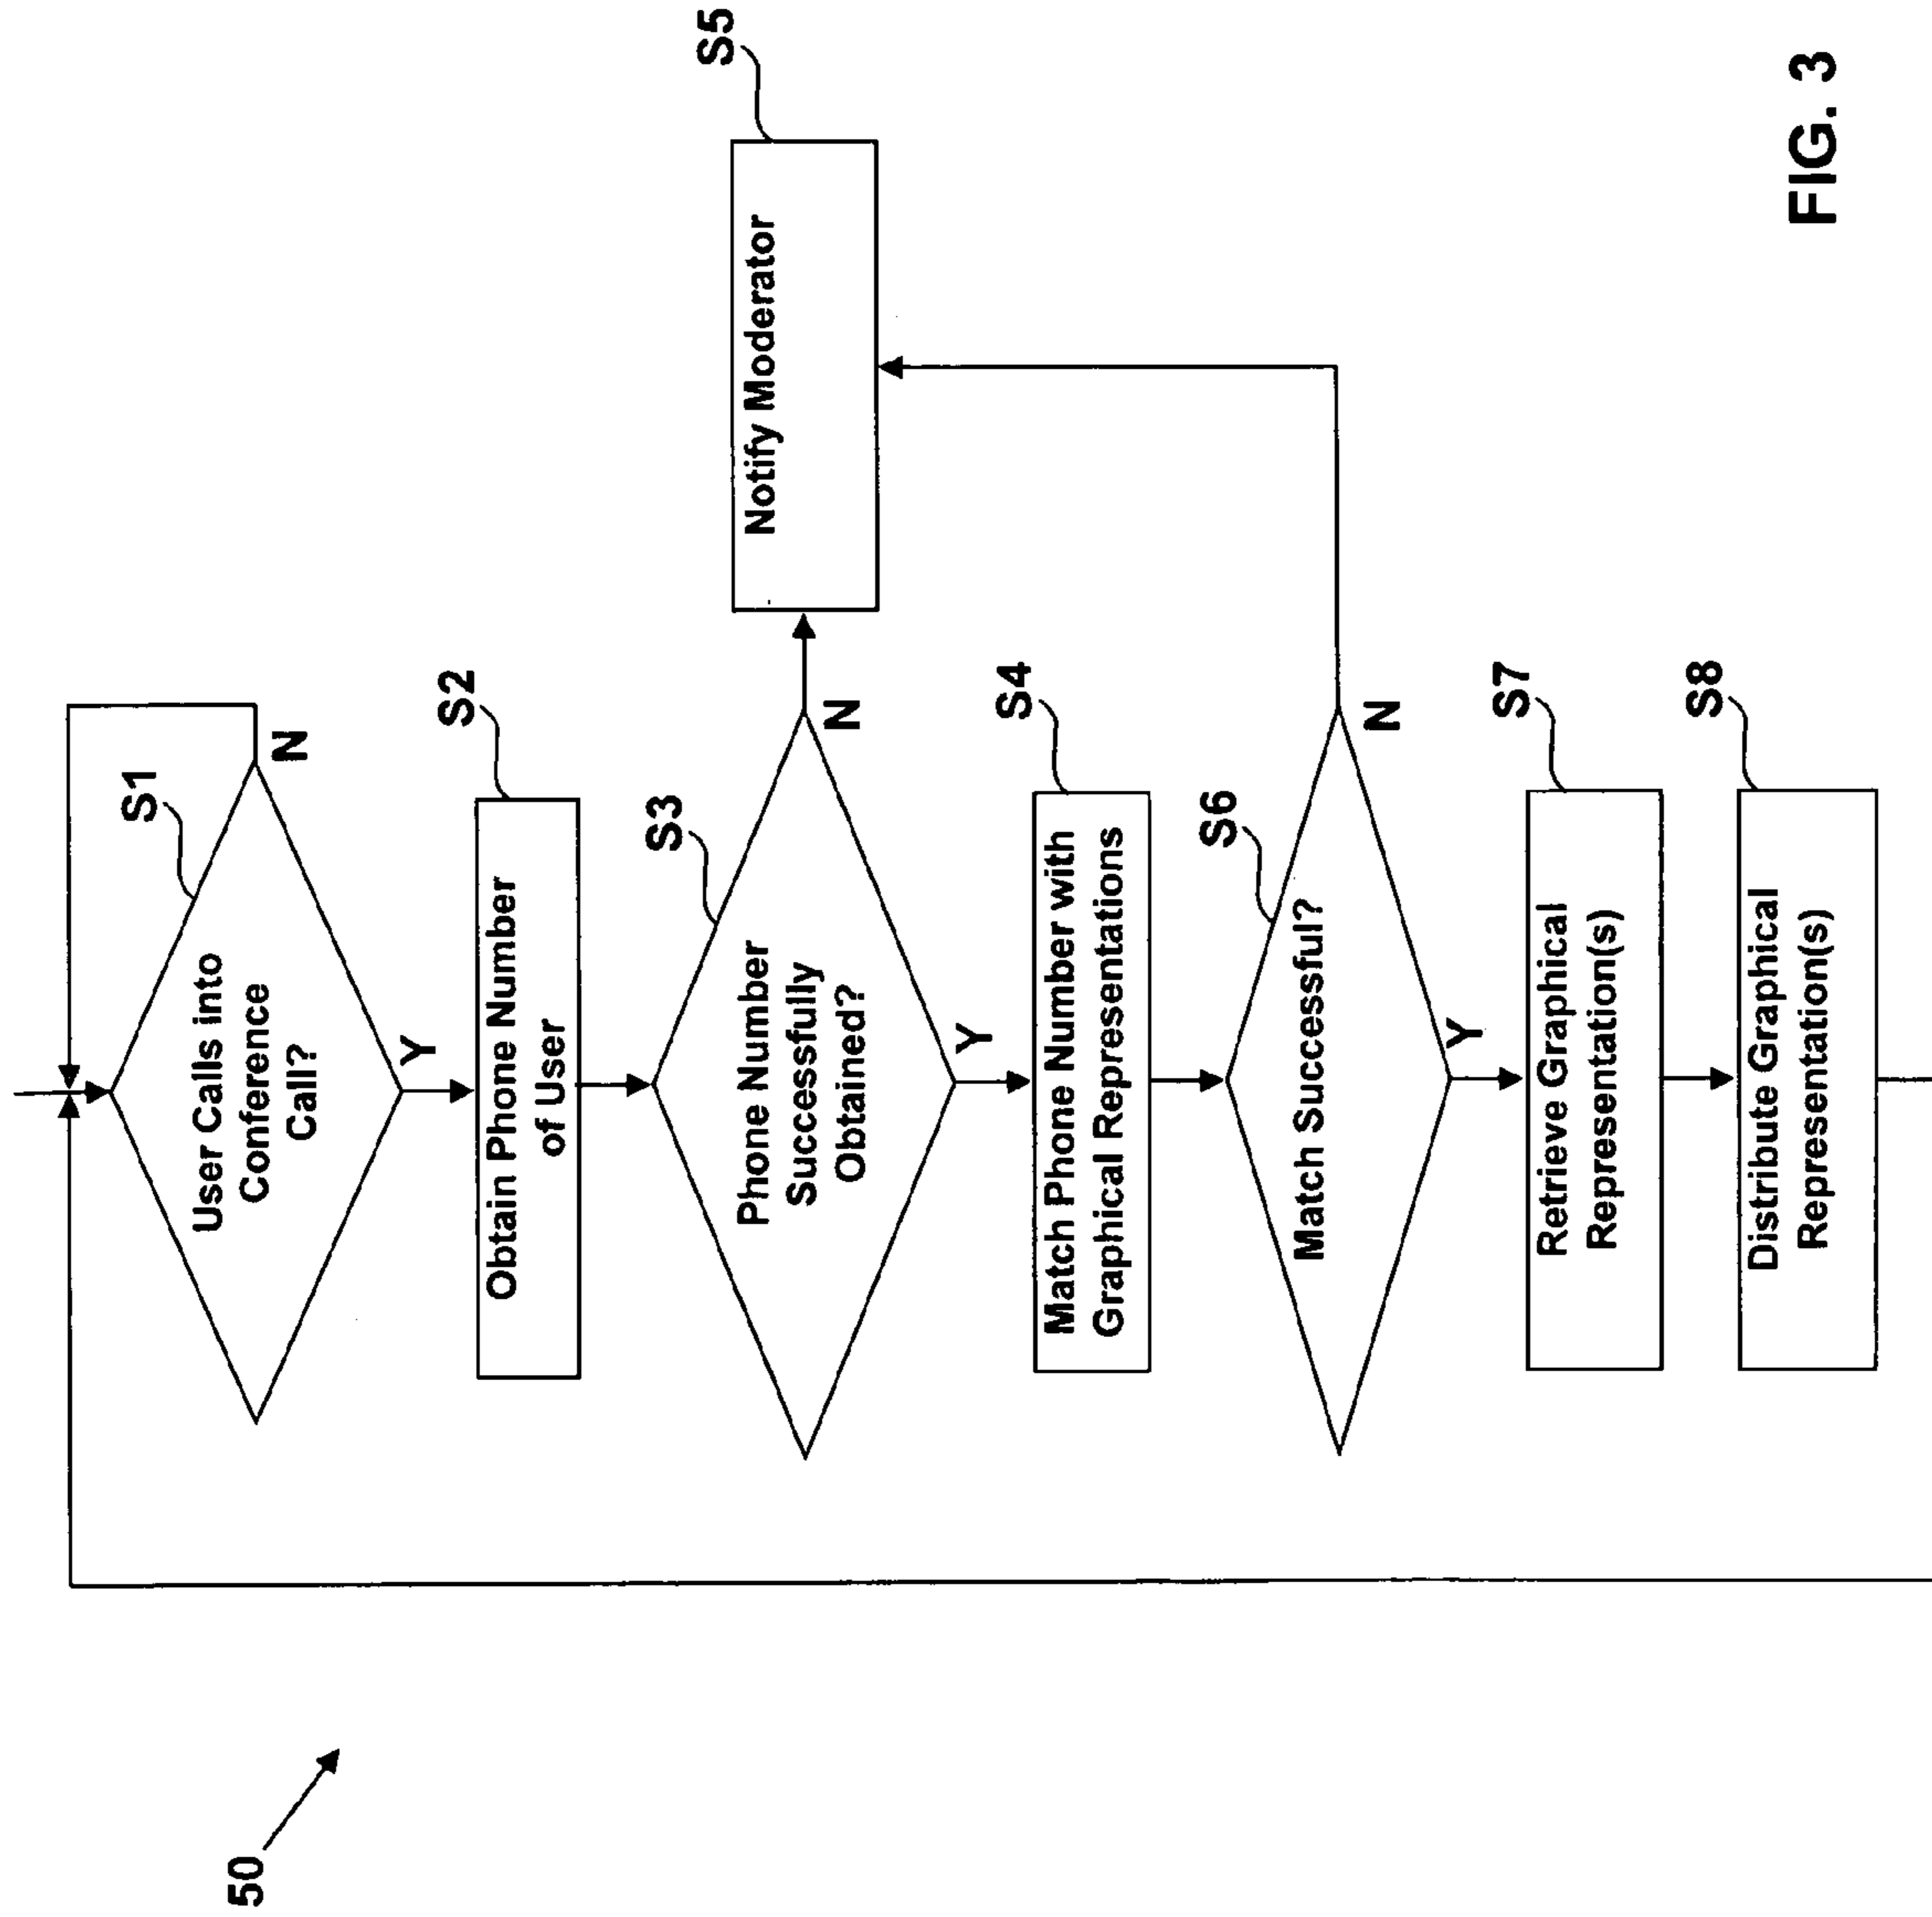 50
S1
User Calls into
Conference
Call?
N
Y
S2
Obtain Phone Number
of User
S3
Phone Number
Successfully
Obtained?
N
Y
S5
Notify Moderator
S4
Match Phone Number with
Graphical Representations
S6
Match Successful?
N
Y
S7
Retrieve Graphical
Representation(s)
S8
Distribute Graphical
Representation(s)
FIG. 3